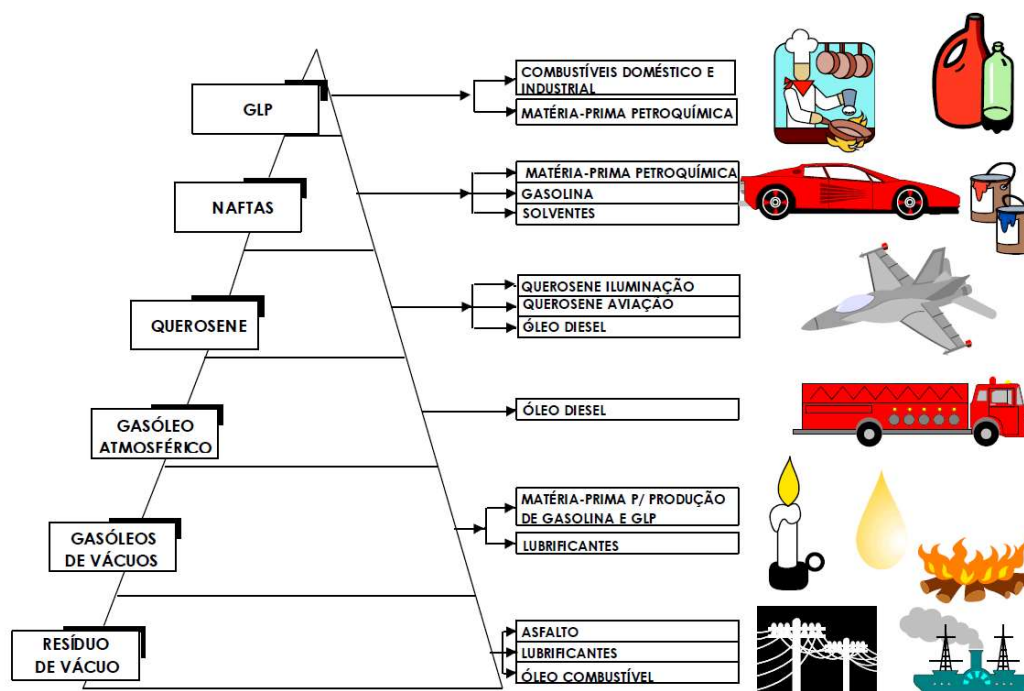 GLP
COMBUSTÍVEIS DOMÉSTICO E
INDUSTRIAL
MATÉRIA-PRIMA PETROQUÍMICA
NAFTAS
MATÉRIA-PRIMA PETROQUÍMICA
GASOLINA
SOLVENTES
QUEROSENE
QUEROSENE ILUMINAÇÃO
QUEROSENE AVIAÇÃO
ÓLEO DIESEL
GASÓLEO
ATMOSFÉRICO
ÓLEO DIESEL
GASÓLEOS
DE VÁCUOS
MATÉRIA-PRIMA P/ PRODUÇÃO
DE GASOLINA E GLP
LUBRIFICANTES
RESÍDUO
DE VÁCUO
ASFALTO
LUBRIFICANTES
ÓLEO COMBUSTÍVEL